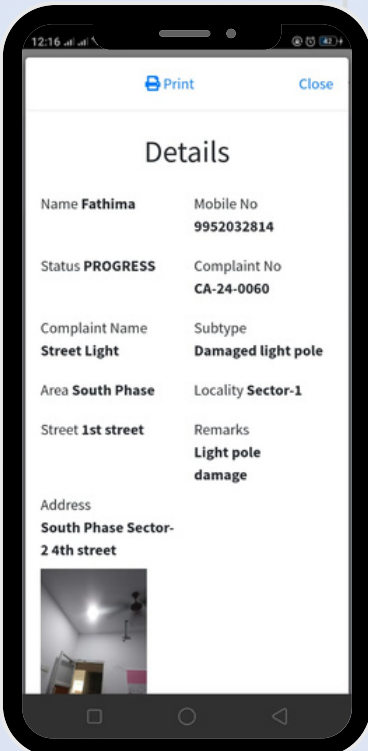 12:16
42
Print
Close
Details
Name Fathima
Mobile No
9952032814
Status PROGRESS
Complaint No
CA-24-0060
Complaint Name
Street Light
Subtype
Damaged light pole
Area South Phase
Locality Sector-1
Street 1st street
Remarks
Light pole
damage
Address
South Phase Sector-
2 4th street